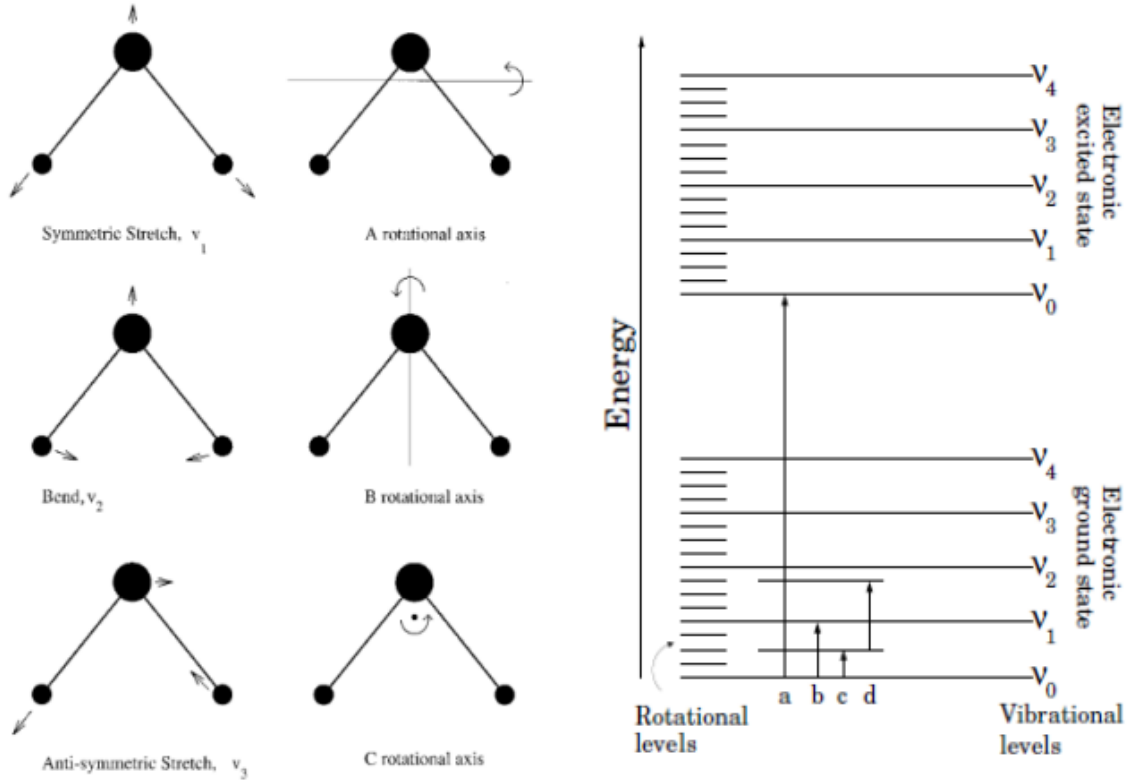 Symmetric Stretch, ν₁
A rotational axis
Bend, ν₂
B rotational axis
Anti-symmetric Stretch, ν₃
C rotational axis
Energy
ν₄
ν₃
ν₂
ν₁
ν₀
Electronic
excited state
ν₄
ν₃
ν₂
ν₁
ν₀
Electronic
ground state
a b c d
Rotational
levels
Vibrational
levels